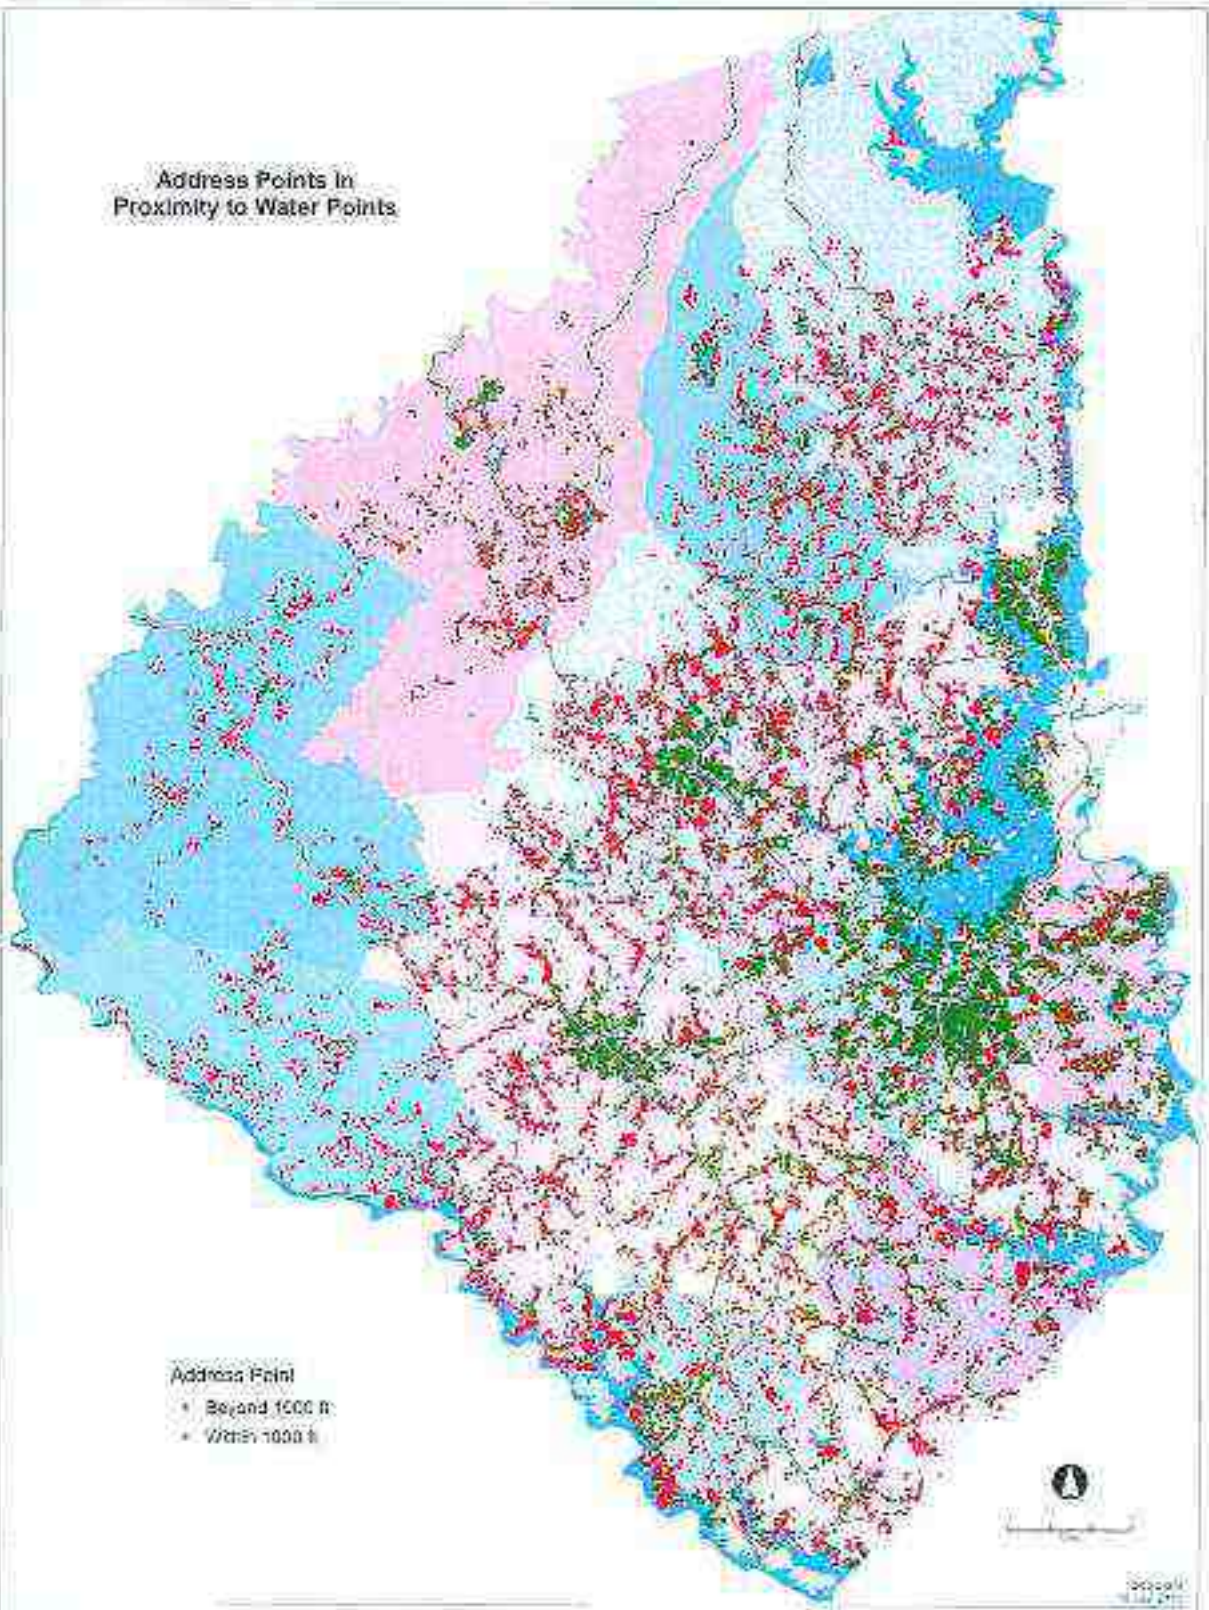 Address Points in
Proximity to Water Points
Address Point
Beyond 1000 ft
Within 1000 ft